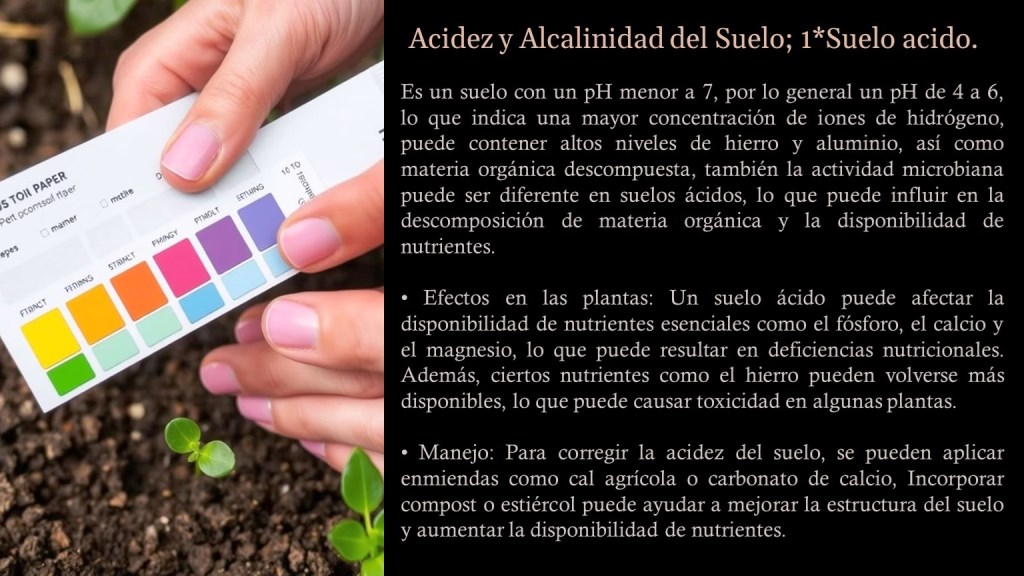 Acidez y Alcalinidad del Suelo; 1*Suelo acido.
Es un suelo con un pH menor a 7, por lo general un pH de 4 a 6,
lo que indica una mayor concentración de iones de hidrógeno,
puede contener altos niveles de hierro y aluminio, así como
materia orgánica descompuesta, también la actividad microbiana
puede ser diferente en suelos ácidos, lo que puede influir en la
descomposición de materia orgánica y la disponibilidad de
nutrientes.
• Efectos en las plantas: Un suelo ácido puede afectar la
disponibilidad de nutrientes esenciales como el fósforo, el calcio y
el magnesio, lo que puede resultar en deficiencias nutricionales.
Además, ciertos nutrientes como el hierro pueden volverse más
disponibles, lo que puede causar toxicidad en algunas plantas.
• Manejo: Para corregir la acidez del suelo, se pueden aplicar
enmiendas como cal agrícola o carbonato de calcio, Incorporar
compost o estiércol puede ayudar a mejorar la estructura del suelo
y aumentar la disponibilidad de nutrientes.
TOIL PAPER
10 TO